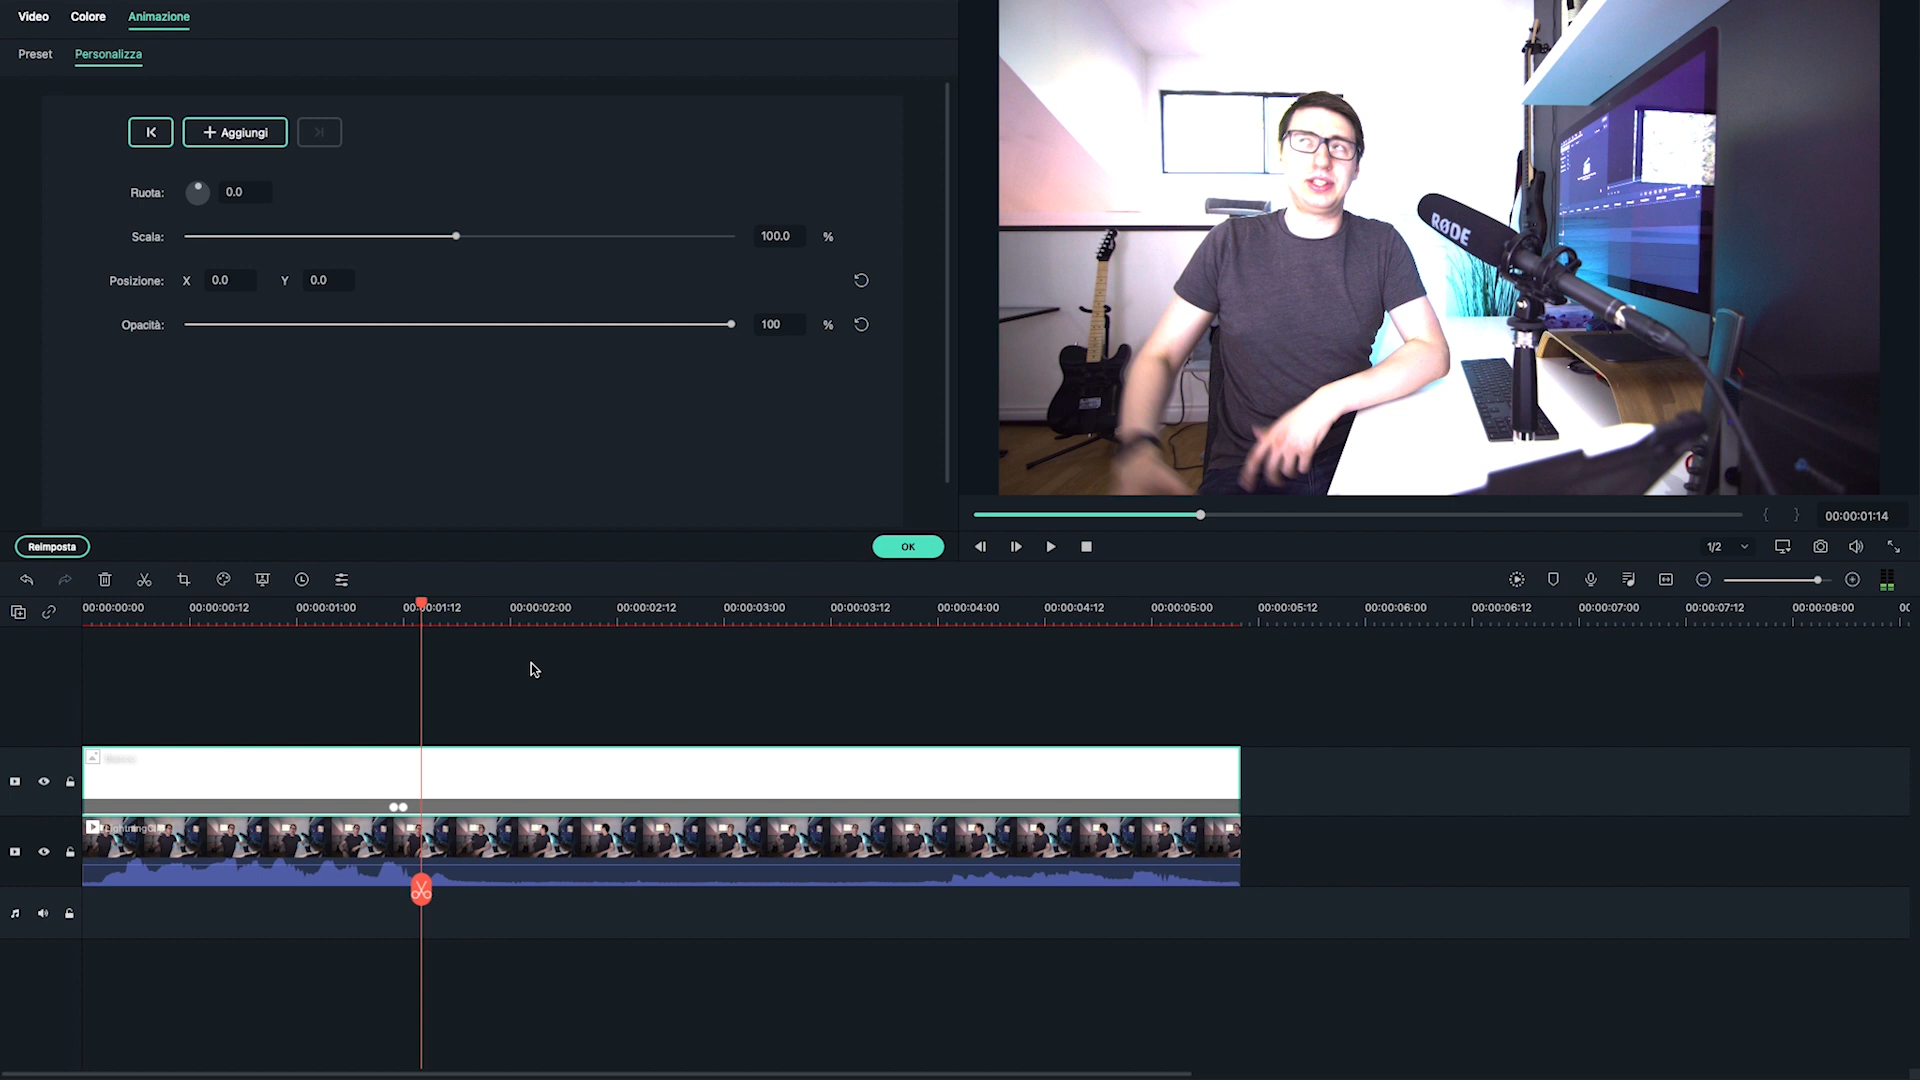 Video Colore Animazione
Preset Personalizza
+ Aggiungi
Ruota: 0.0
Scala: 100.0 %
Posizione: X 0.0 Y 0.0
Opacità: 100 %
Reimposta OK
RØDE
{ } 00:00:01:14
1/2
00:00:00:00 00:00:00:12 00:00:01:00 00:00:01:12 00:00:02:00 00:00:02:12 00:00:03:00 00:00:03:12 00:00:04:00 00:00:04:12 00:00:05:00 00:00:05:12 00:00:06:00 00:00:06:12 00:00:07:00 00:00:07:12 00:00:08:00